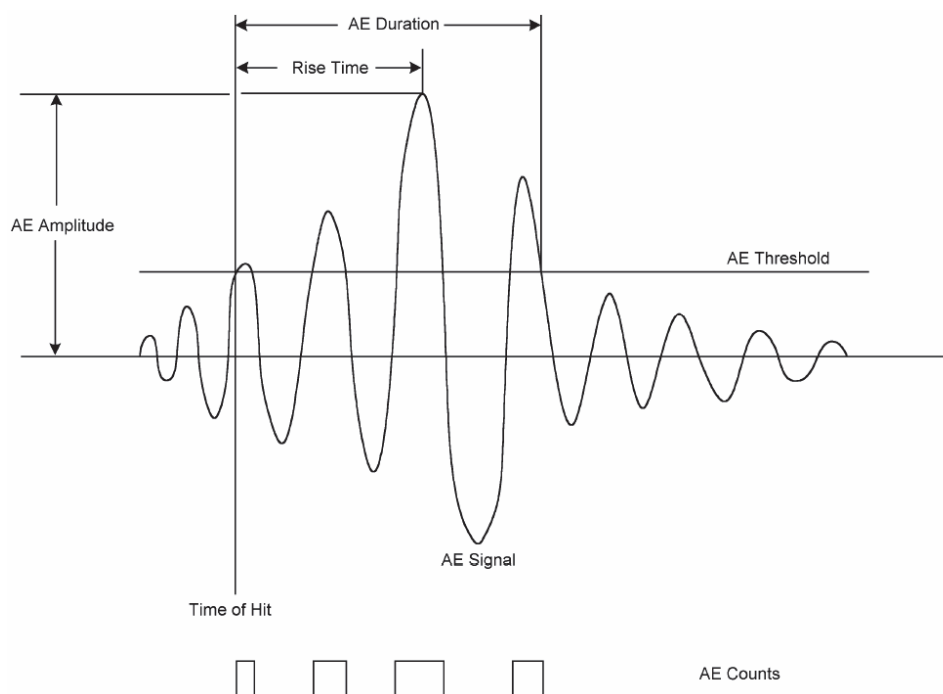 AE Duration
Rise Time
AE Amplitude
AE Threshold
AE Signal
Time of Hit
AE Counts